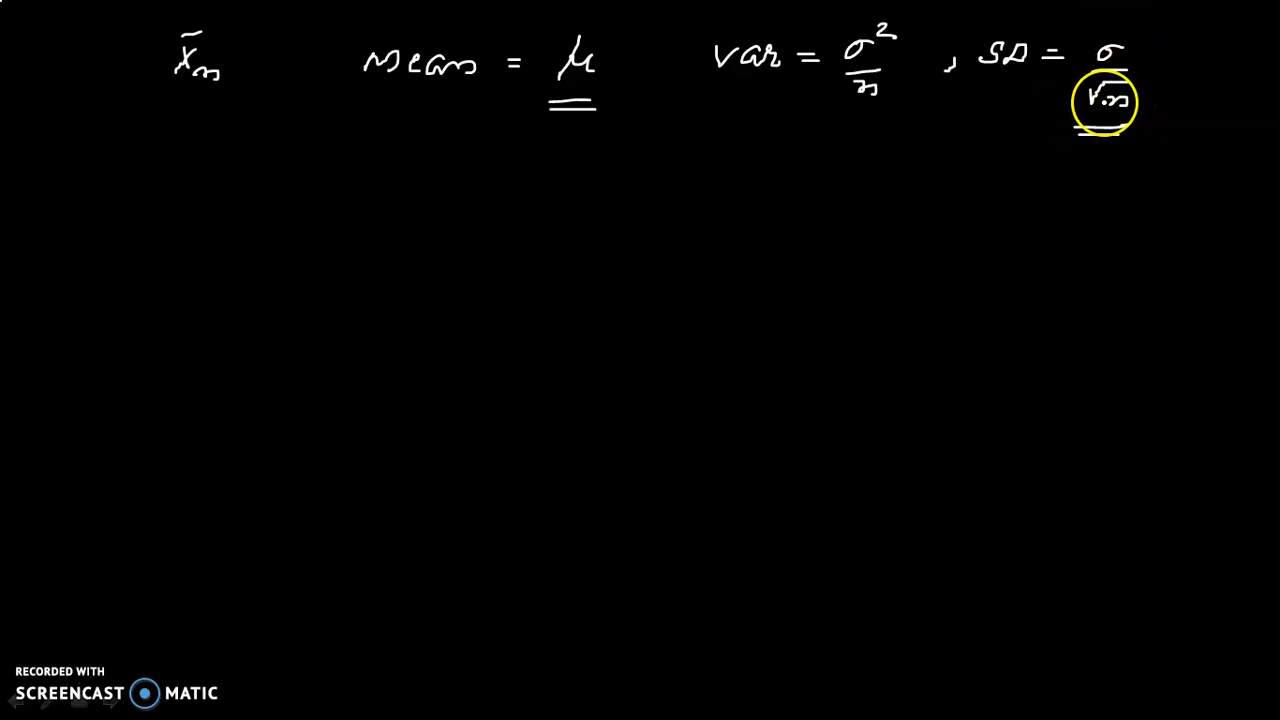 x̄ₙ mean = μ var = σ²/n , SD = σ/√n
RECORDED WITH
SCREENCAST MATIC